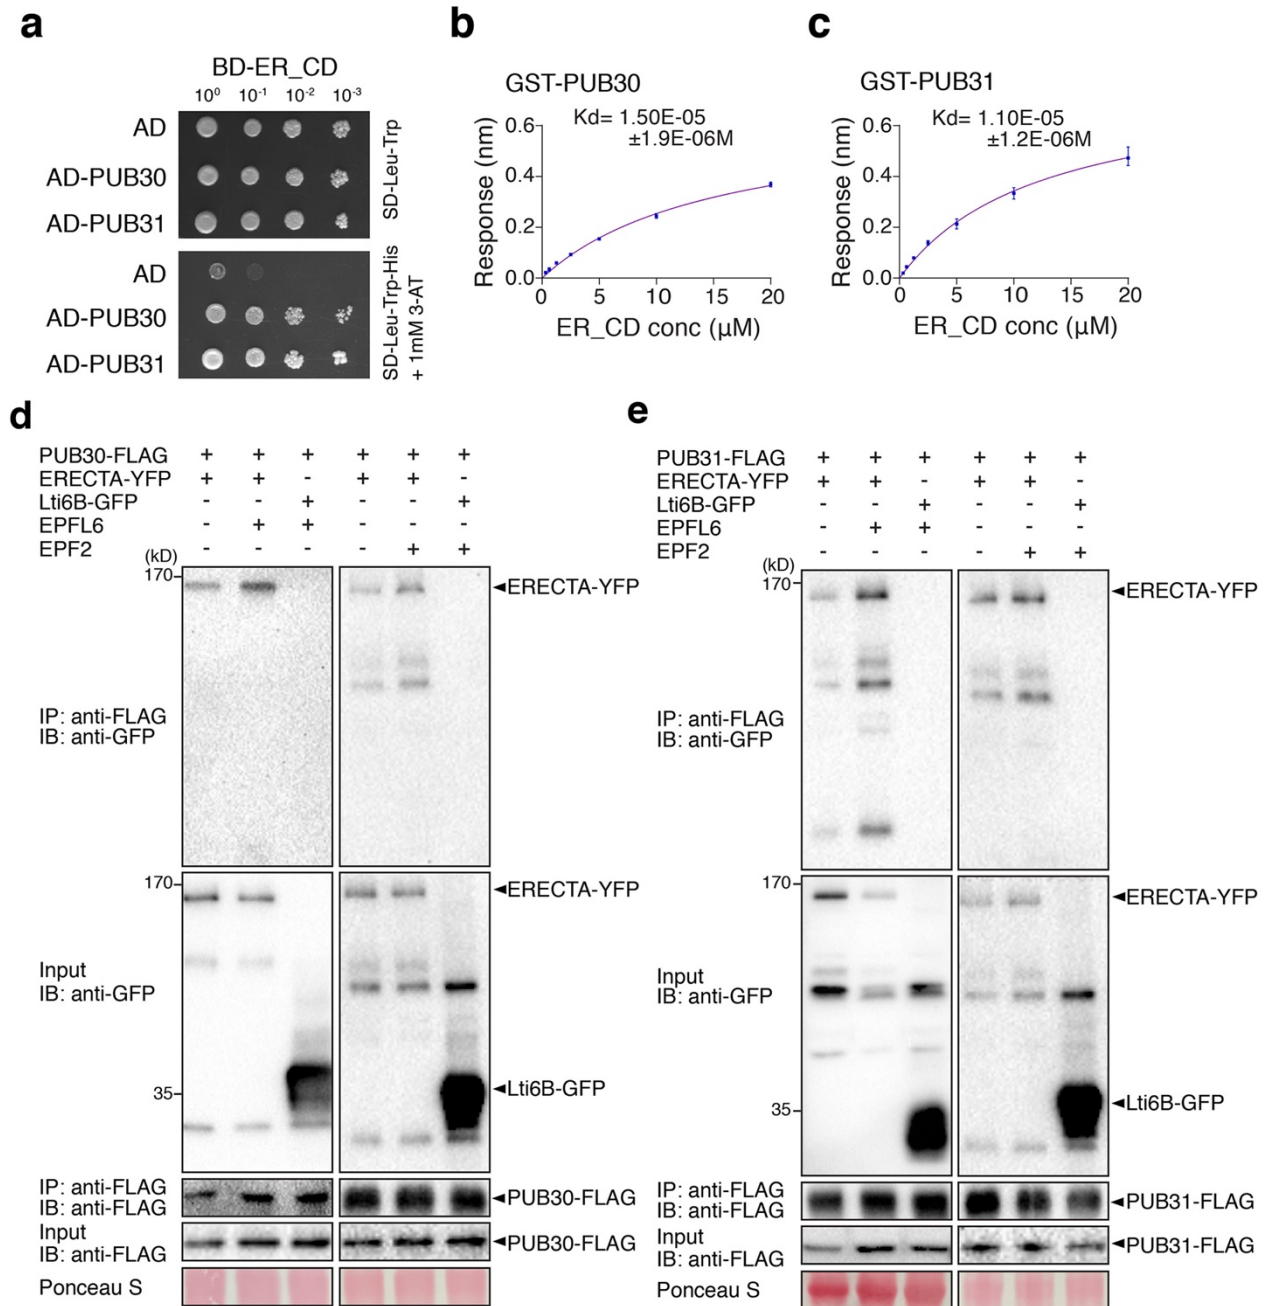 a
BD-ER_CD
10⁰ 10⁻¹ 10⁻² 10⁻³
AD
AD-PUB30
AD-PUB31
SD-Leu-Trp
AD
AD-PUB30
AD-PUB31
SD-Leu-Trp-His
+ 1mM 3-AT
b
GST-PUB30
Kd= 1.50E-05
±1.9E-06M
Response (nm)
0.6
0.4
0.2
0.0
0 5 10 15 20
ER_CD conc (µM)
c
GST-PUB31
Kd= 1.10E-05
±1.2E-06M
Response (nm)
0.6
0.4
0.2
0.0
0 5 10 15 20
ER_CD conc (µM)
d
PUB30-FLAG + + + + + +
ERECTA-YFP + + - + + -
Lti6B-GFP - - + - - +
EPFL6 - + + - - -
EPF2 - - - - + +
(kD)
170
ERECTA-YFP
IP: anti-FLAG
IB: anti-GFP
170
ERECTA-YFP
Input
IB: anti-GFP
35
Lti6B-GFP
IP: anti-FLAG
IB: anti-FLAG
PUB30-FLAG
Input
IB: anti-FLAG
PUB30-FLAG
Ponceau S
e
PUB31-FLAG + + + + + +
ERECTA-YFP + + - + + -
Lti6B-GFP - - + - - +
EPFL6 - + + - - -
EPF2 - - - - + +
(kD)
170
ERECTA-YFP
IP: anti-FLAG
IB: anti-GFP
170
ERECTA-YFP
Input
IB: anti-GFP
35
Lti6B-GFP
IP: anti-FLAG
IB: anti-FLAG
PUB31-FLAG
Input
IB: anti-FLAG
PUB31-FLAG
Ponceau S